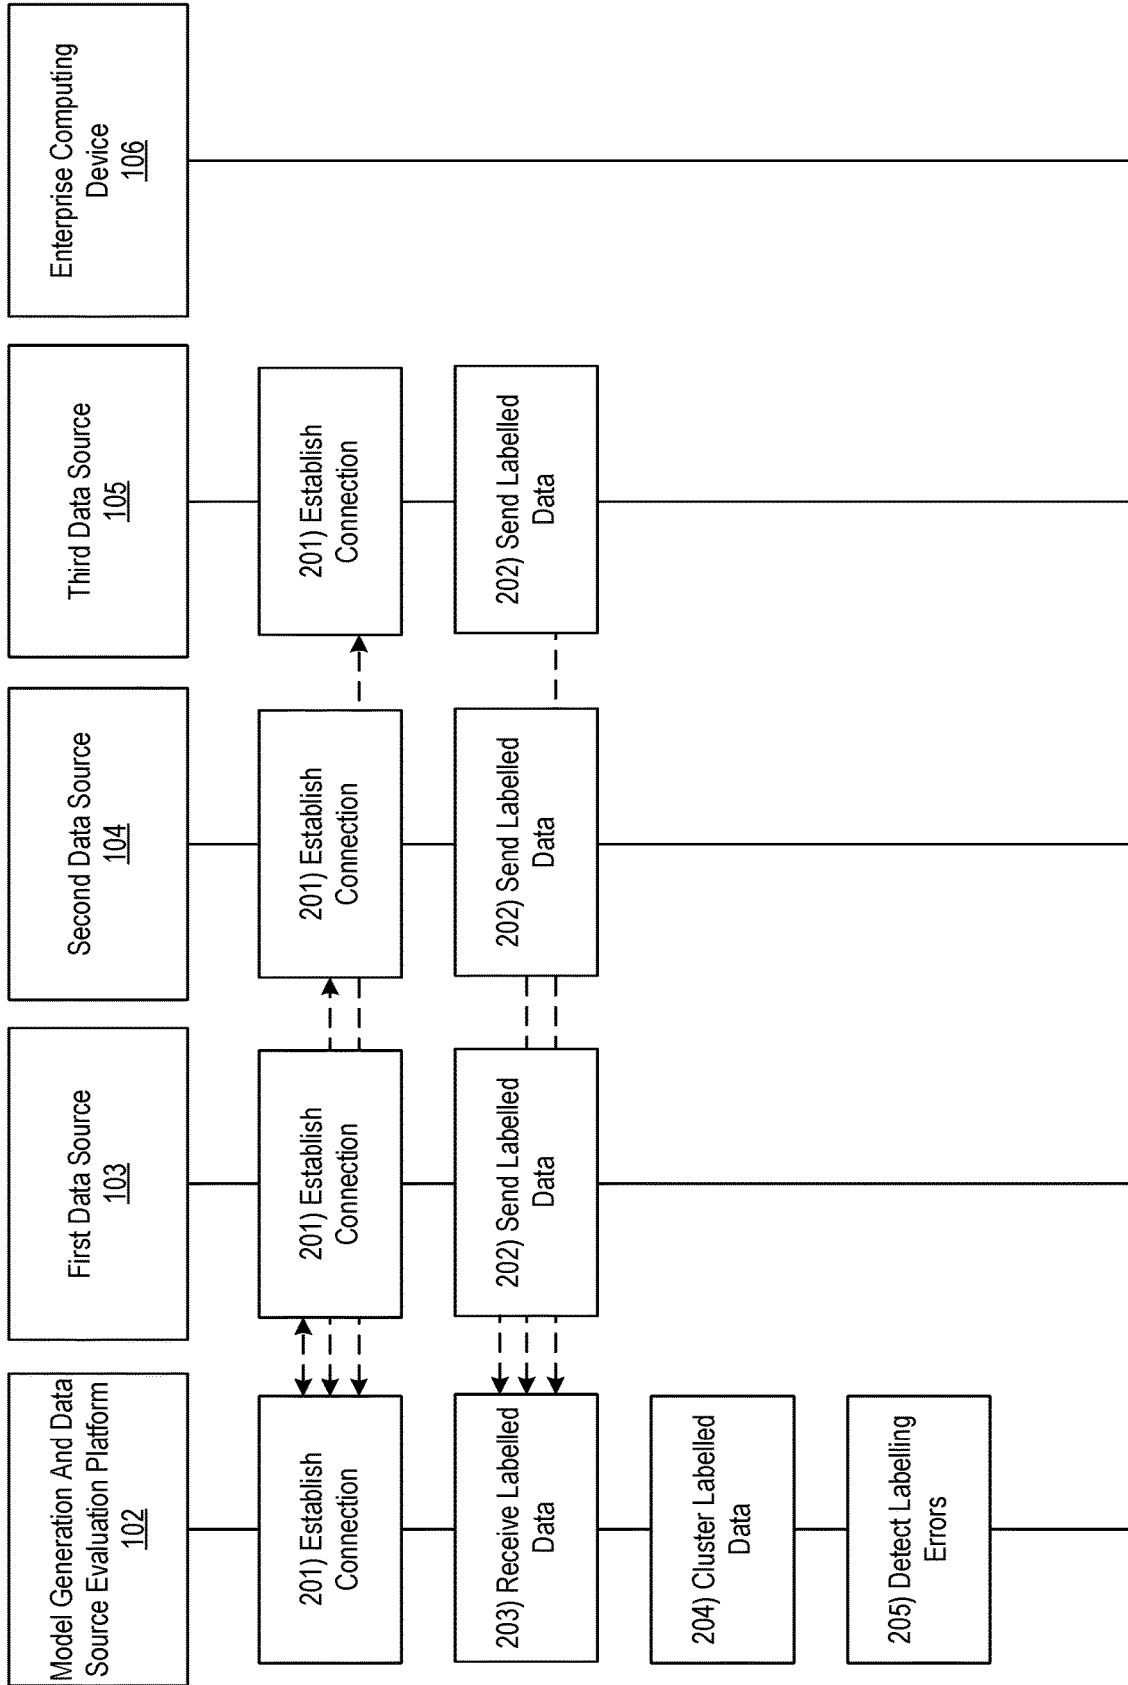 Model Generation And Data
Source Evaluation Platform
102
First Data Source
103
Second Data Source
104
Third Data Source
105
Enterprise Computing
Device
106
201) Establish
Connection
201) Establish
Connection
201) Establish
Connection
201) Establish
Connection
203) Receive Labelled
Data
202) Send Labelled
Data
202) Send Labelled
Data
202) Send Labelled
Data
204) Cluster Labelled
Data
205) Detect Labelling
Errors